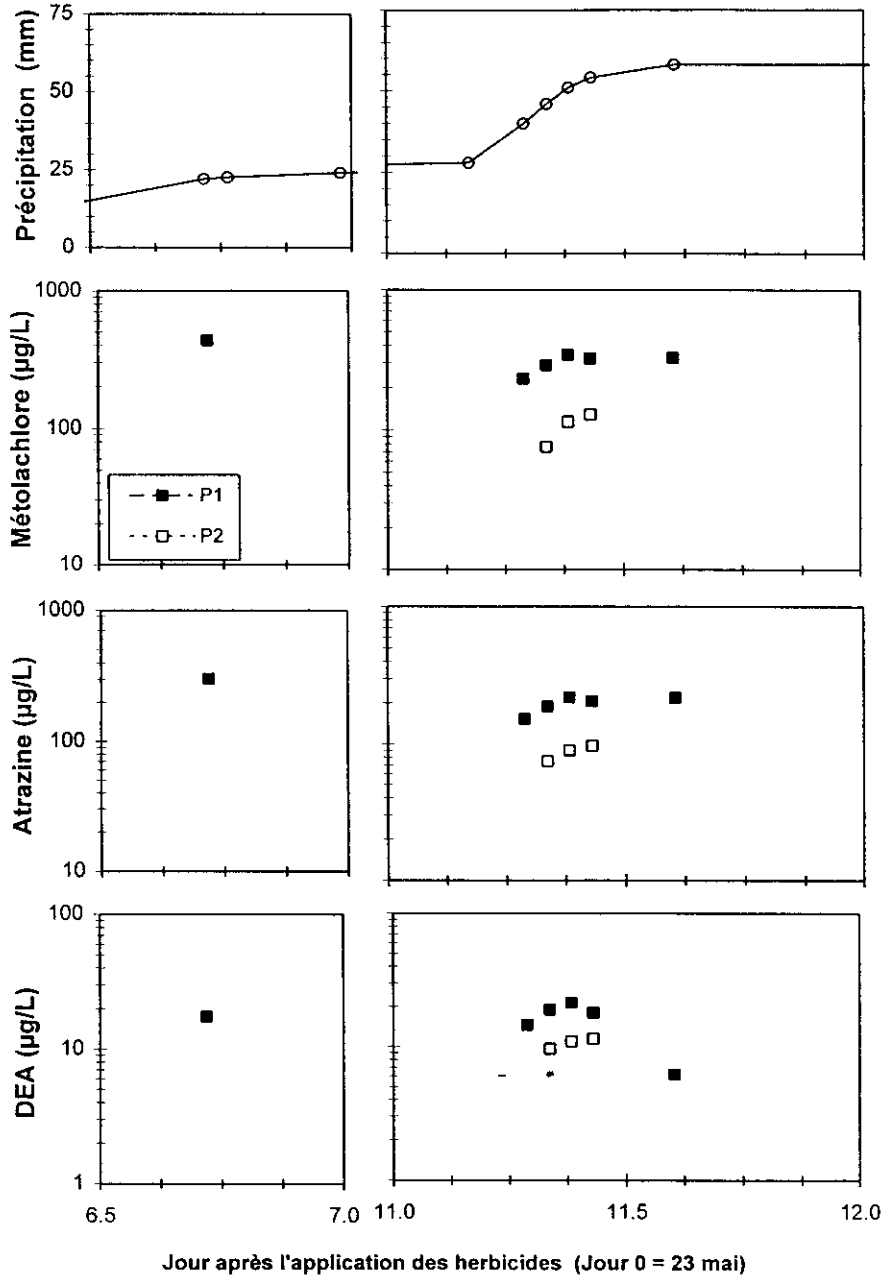 75
50
25
0
Précipitation (mm)
1000
100
10
Métolachlore (µg/L)
P1
P2
1000
100
10
Atrazine (µg/L)
100
10
1
DEA (µg/L)
6.5 7.0 11.0 11.5 12.0
Jour après l'application des herbicides (Jour 0 = 23 mai)